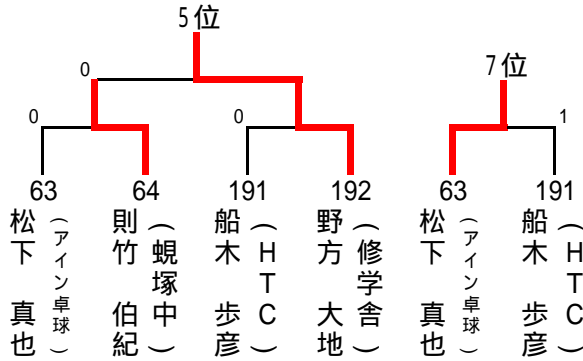 5位
7位
0
0
0
1
63
64
191
192
63
191
松下 真也
(アイン卓球)
則竹 伯紀
(蜆塚中)
船木 歩彦
(HTC)
野方 大地
(修学舎)
松下 真也
(アイン卓球)
船木 歩彦
(HTC)